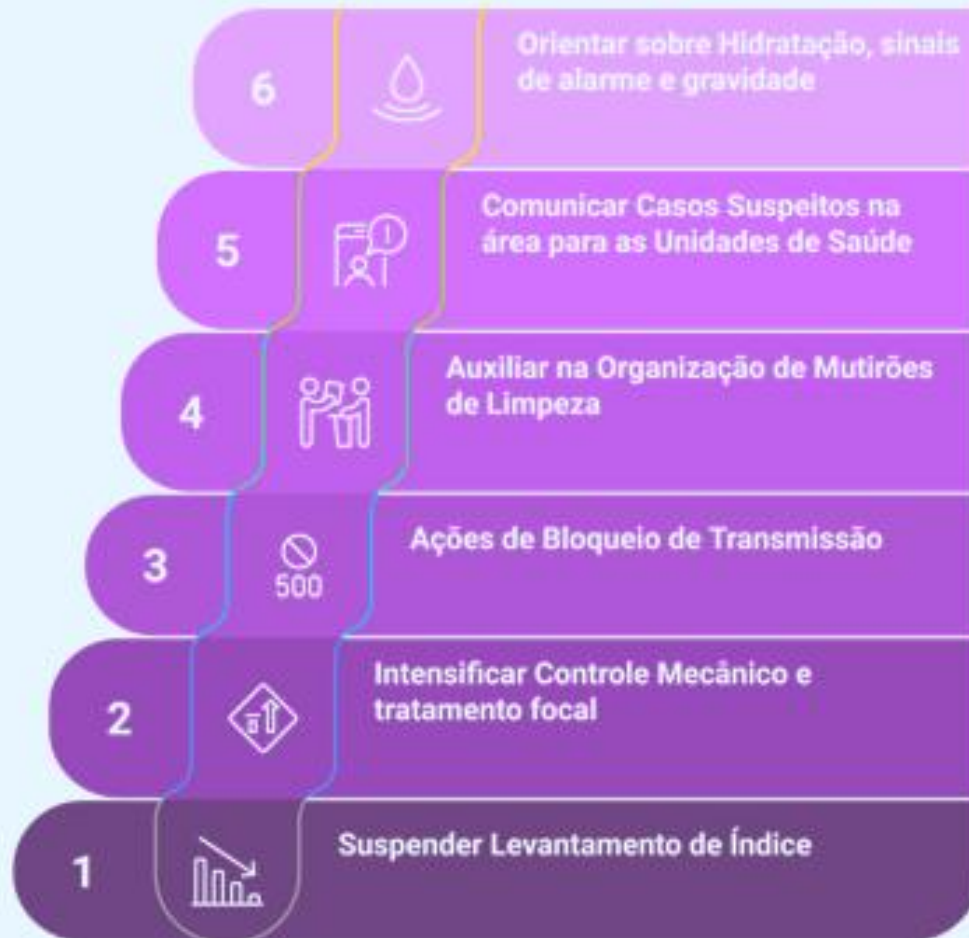 6
Orientar sobre Hidratação, sinais
de alarme e gravidade
5
Comunicar Casos Suspeitos na
área para as Unidades de Saúde
4
Auxiliar na Organização de Mutirões
de Limpeza
3
500
Ações de Bloqueio de Transmissão
2
Intensificar Controle Mecânico e
tratamento focal
1
Suspender Levantamento de Índice